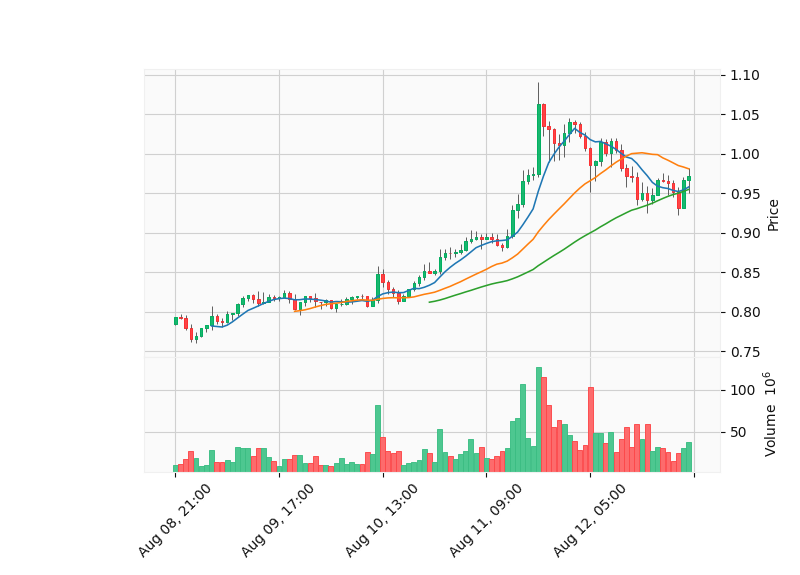 1.10
1.05
1.00
0.95
0.90
0.85
0.80
0.75
Price
100
50
Volume 10⁶
Aug 08, 21:00
Aug 09, 17:00
Aug 10, 13:00
Aug 11, 09:00
Aug 12, 05:00